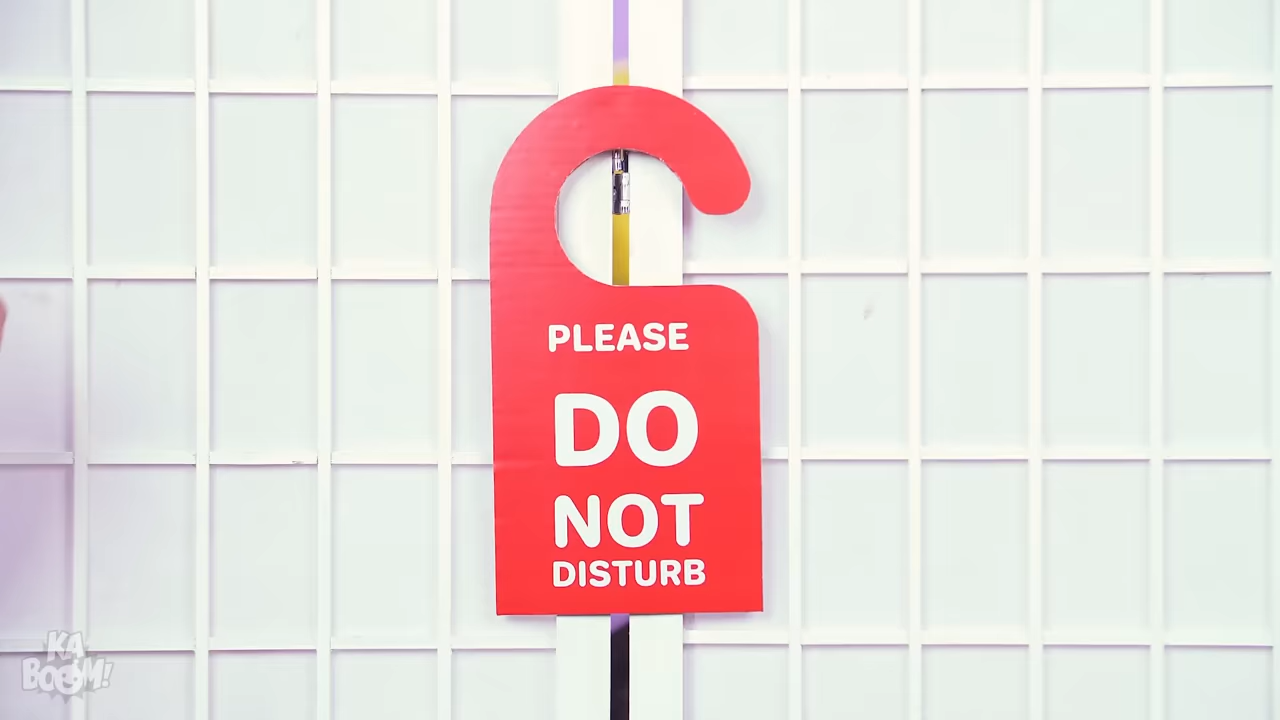 PLEASE
DO
NOT
DISTURB
KA
BOOM!